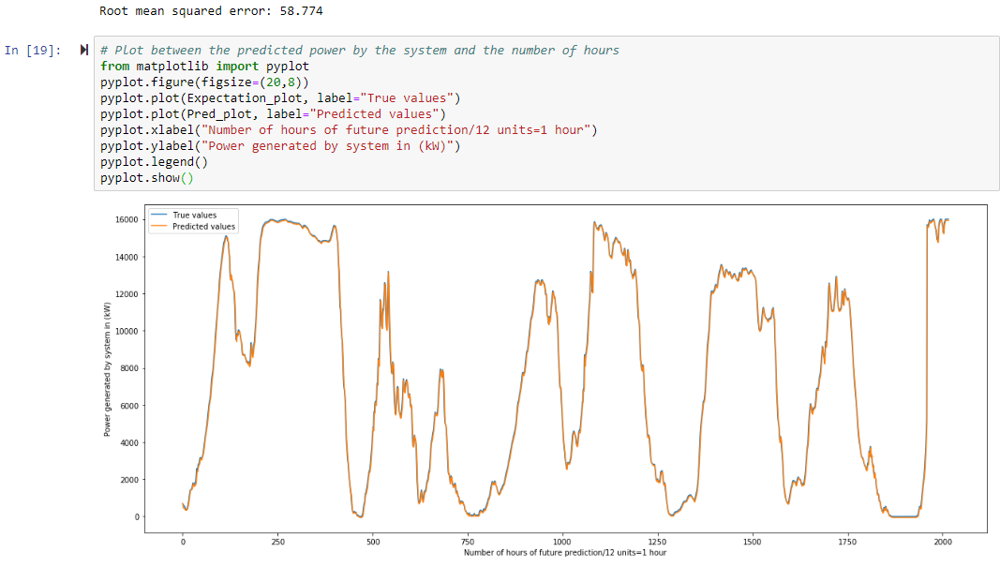 Root mean squared error: 58.774
In [19]:
# Plot between the predicted power by the system and the number of hours
from matplotlib import pyplot
pyplot.figure(figsize=(20,8))
pyplot.plot(Expectation_plot, label="True values")
pyplot.plot(Pred_plot, label="Predicted values")
pyplot.xlabel("Number of hours of future prediction/12 units=1 hour")
pyplot.ylabel("Power generated by system in (kW)")
pyplot.legend()
pyplot.show()
True values
Predicted values
16000
14000
12000
10000
8000
6000
4000
2000
0
Power generated by system in (kW)
0 250 500 750 1000 1250 1500 1750 2000
Number of hours of future prediction/12 units=1 hour